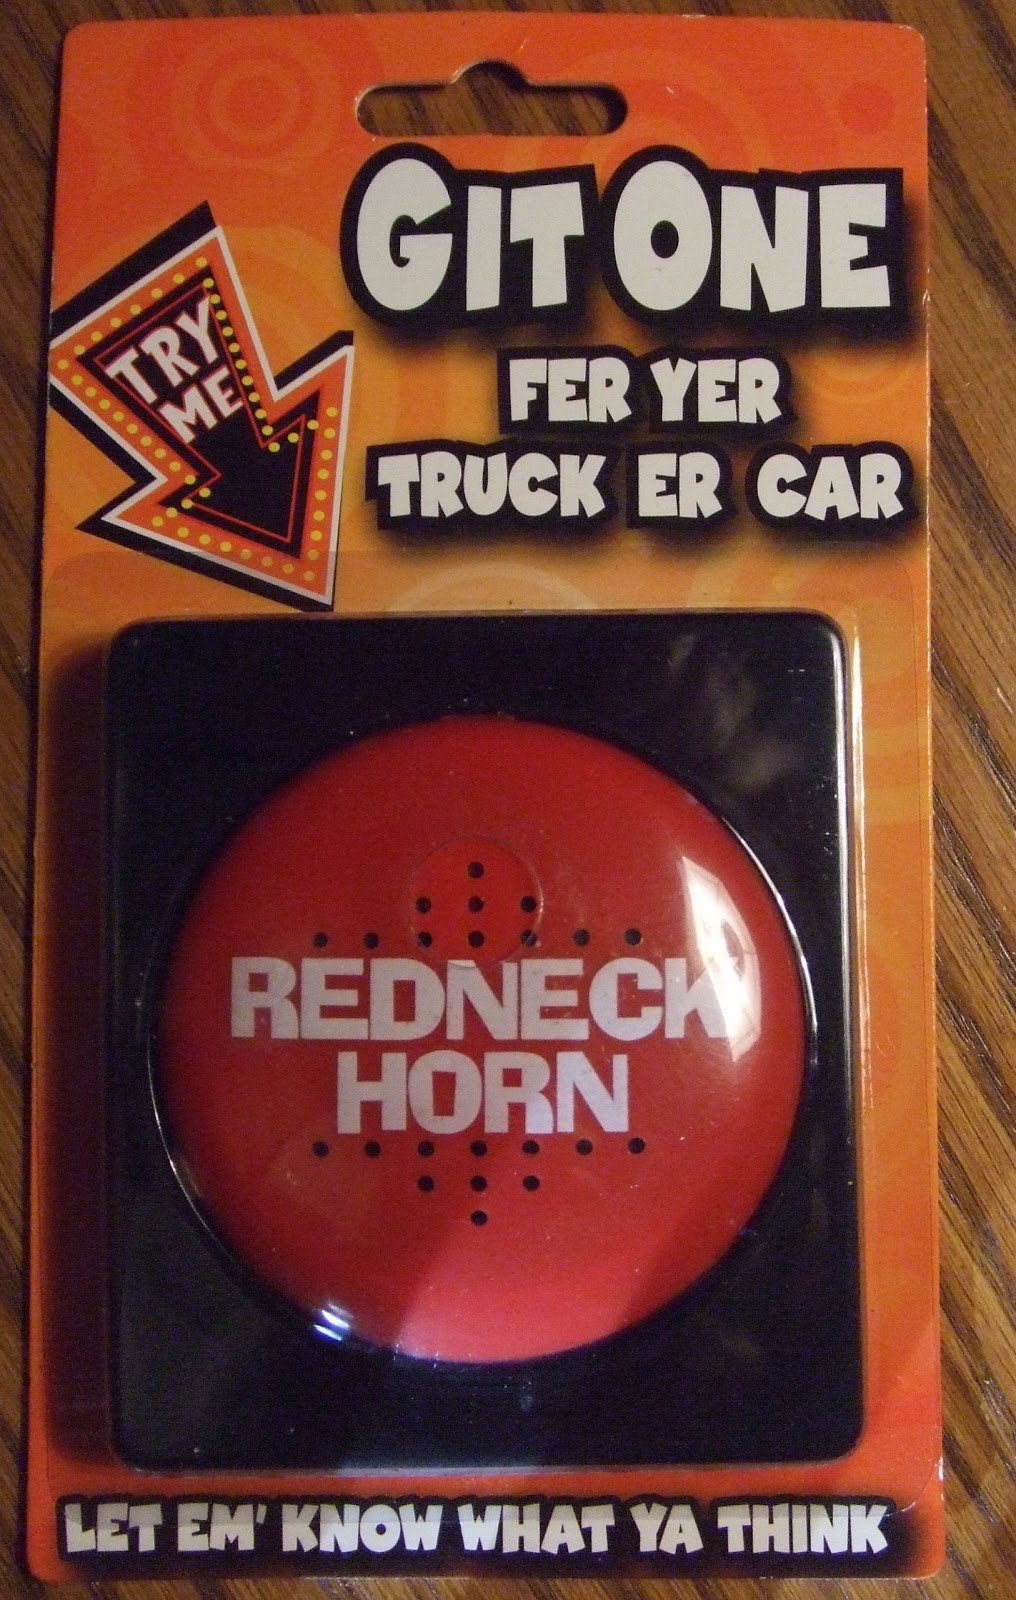 GIT ONE
FER YER
TRUCK ER CAR
TRY
ME
REDNECK
HORN
LET EM' KNOW WHAT YA THINK